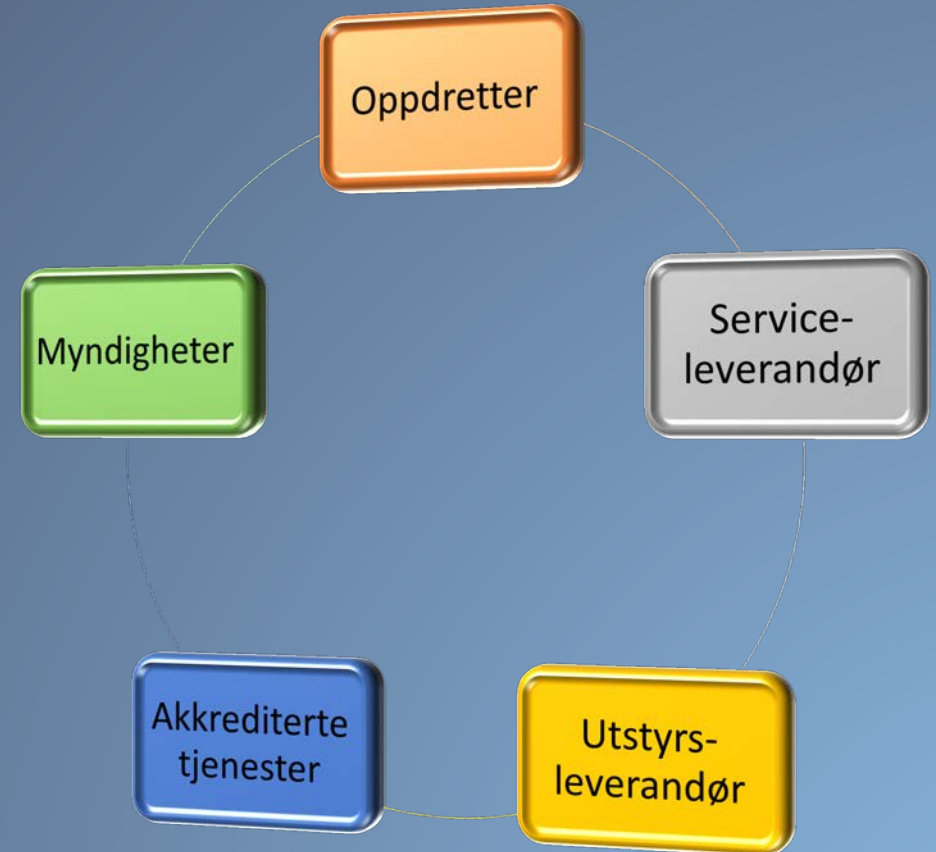 Oppdretter
Service-
leverandør
Utstyrs-
leverandør
Akkrediterte
tjenester
Myndigheter